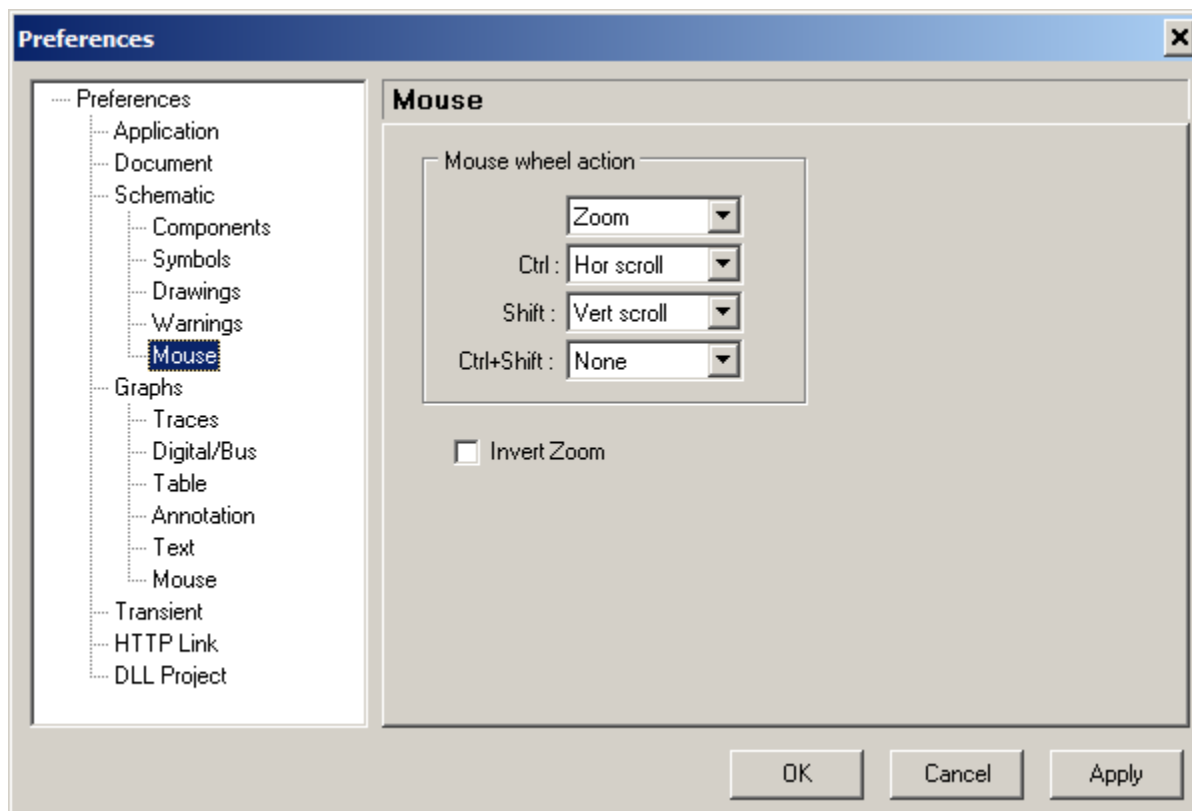 Preferences
Preferences
Application
Document
Schematic
Components
Symbols
Drawings
Warnings
Mouse
Graphs
Traces
Digital/Bus
Table
Annotation
Text
Mouse
Transient
HTTP Link
DLL Project
Mouse
Mouse wheel action
Zoom
Ctrl : Hor scroll
Shift : Vert scroll
Ctrl+Shift : None
Invert Zoom
OK Cancel Apply